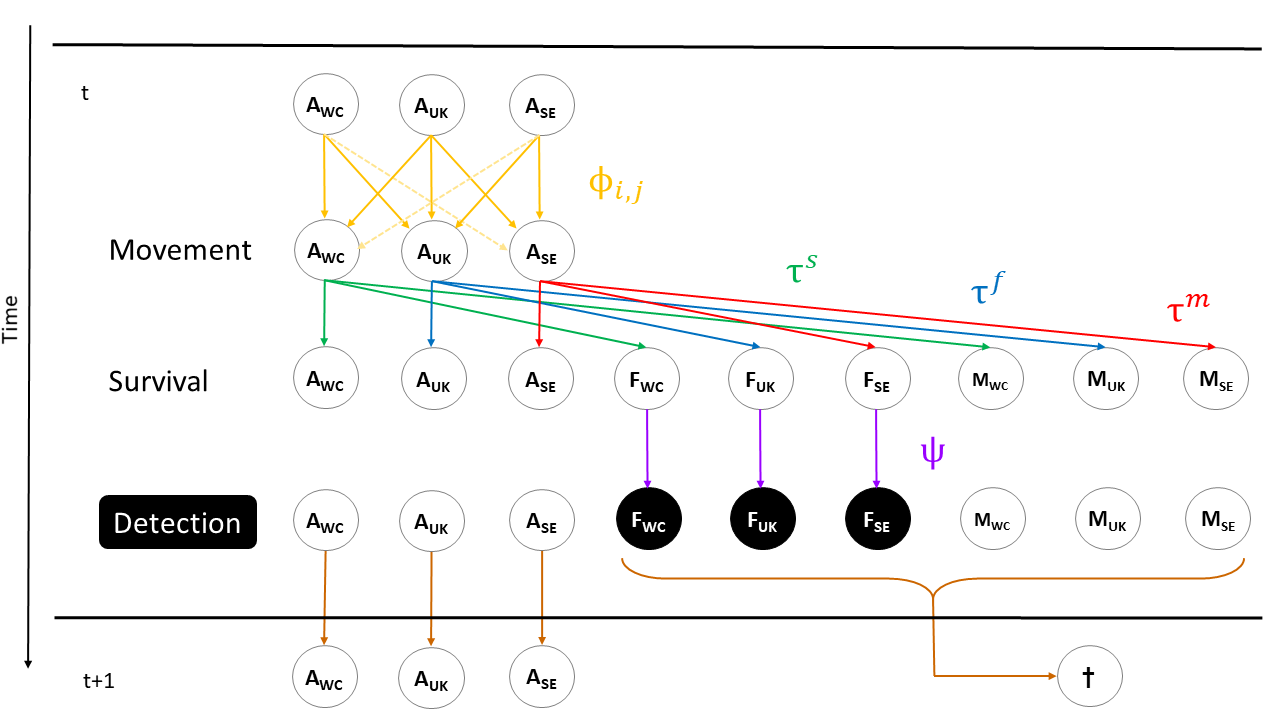 t
A_WC A_UK A_SE
ϕ_i,j
Movement A_WC A_UK A_SE
τ^s τ^f τ^m
Time
Survival A_WC A_UK A_SE F_WC F_UK F_SE M_WC M_UK M_SE
ψ
Detection A_WC A_UK A_SE F_WC F_UK F_SE M_WC M_UK M_SE
t+1 A_WC A_UK A_SE †